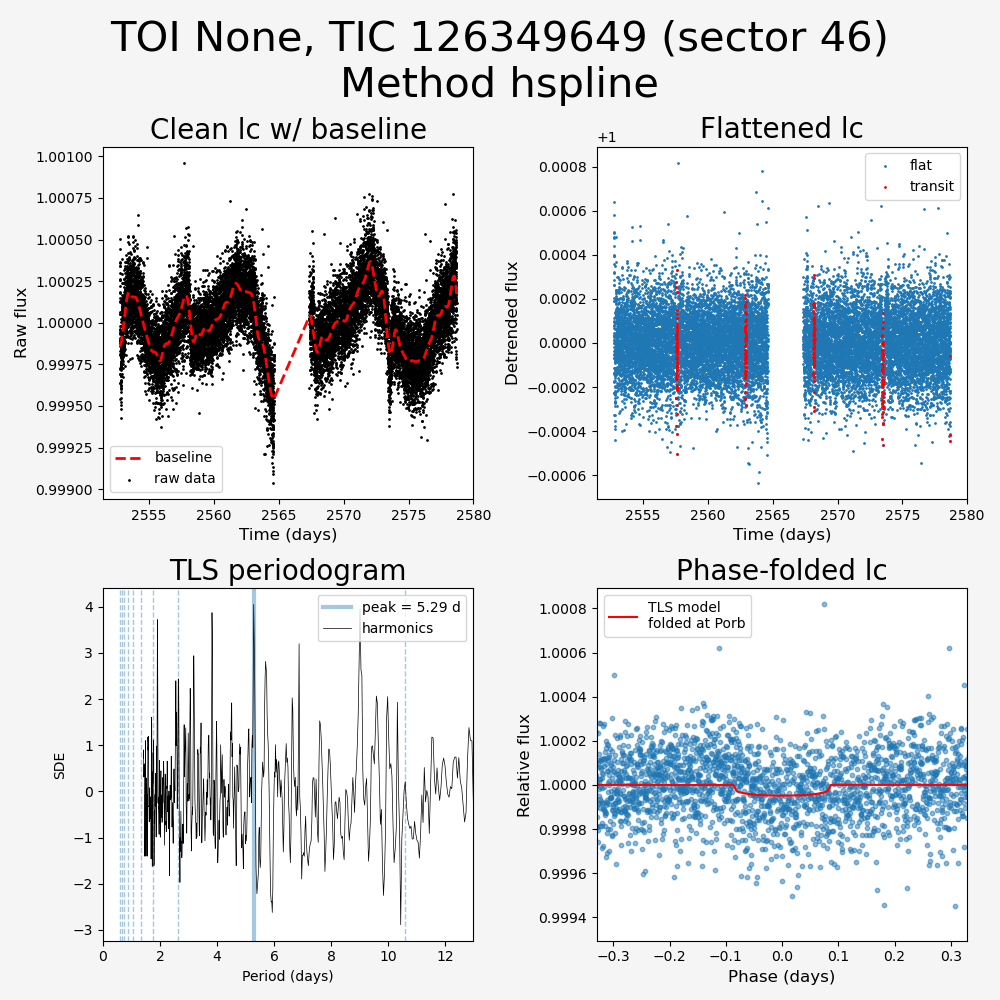 TOI None, TIC 126349649 (sector 46)
Method hspline
Clean lc w/ baseline
1.00100
1.00075
1.00050
1.00025
1.00000
0.99975
0.99950
0.99925
0.99900
Raw flux
baseline
raw data
2555
2560
2565
2570
2575
2580
Time (days)
Flattened lc
+1
0.0008
0.0006
0.0004
0.0002
0.0000
−0.0002
−0.0004
−0.0006
Detrended flux
flat
transit
2555
2560
2565
2570
2575
2580
Time (days)
TLS periodogram
4
3
2
1
0
−1
−2
−3
SDE
peak = 5.29 d
harmonics
0
2
4
6
8
10
12
Period (days)
Phase-folded lc
1.0008
1.0006
1.0004
1.0002
1.0000
0.9998
0.9996
0.9994
Relative flux
TLS model
folded at Porb
−0.3
−0.2
−0.1
0.0
0.1
0.2
0.3
Phase (days)